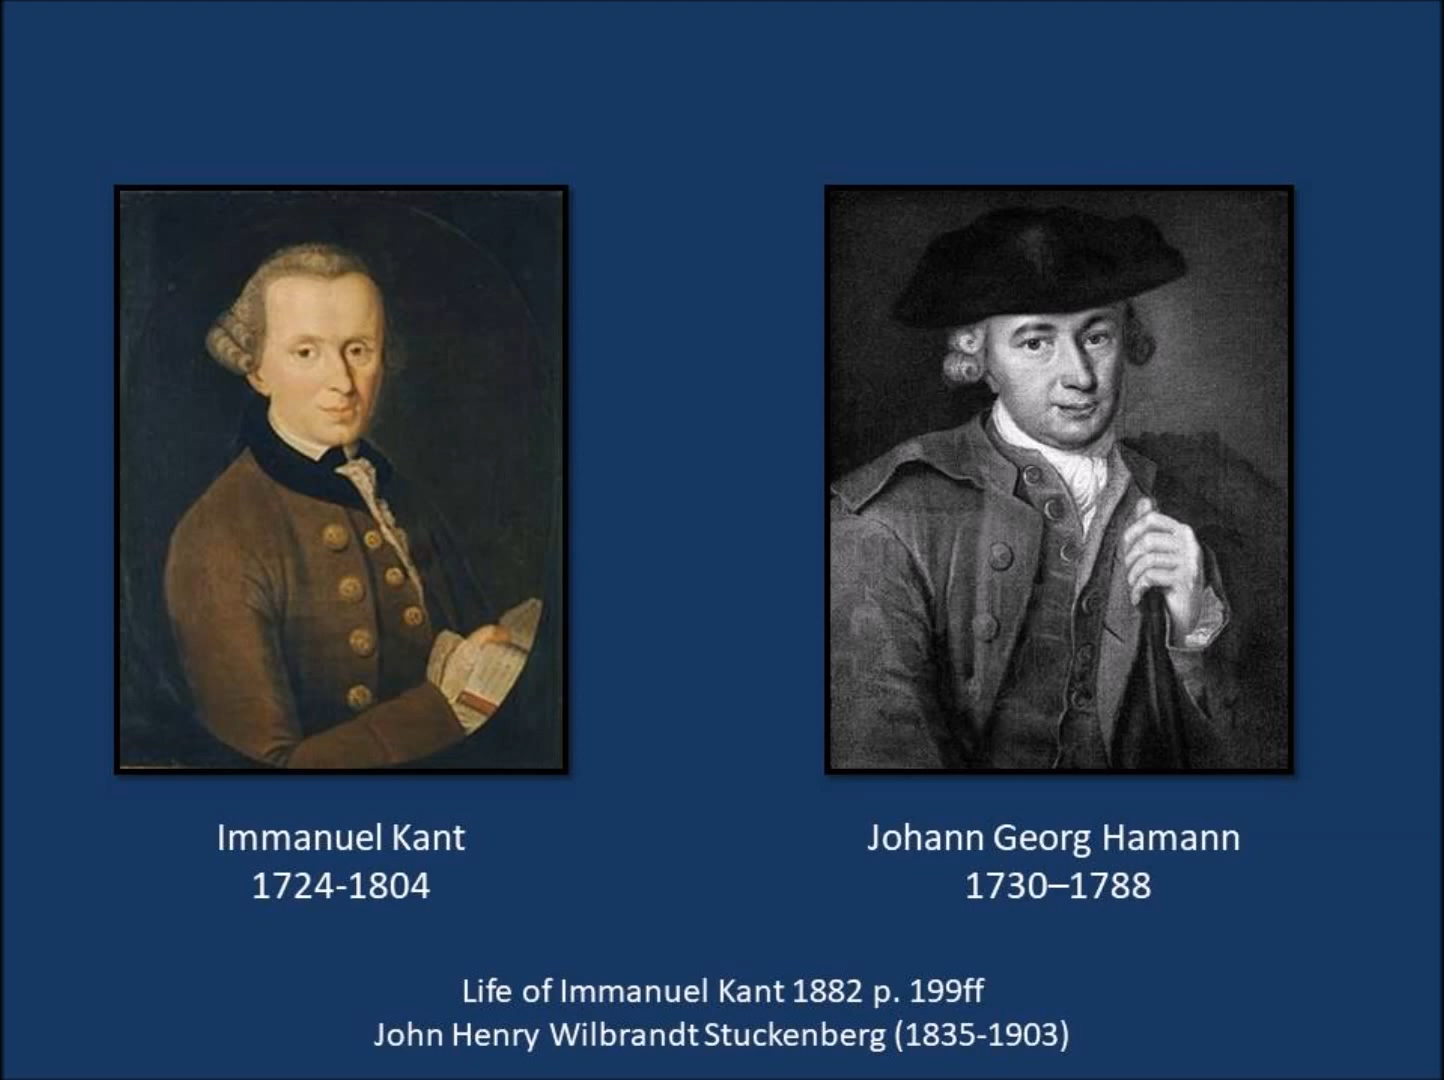 Immanuel Kant
1724-1804
Johann Georg Hamann
1730–1788
Life of Immanuel Kant 1882 p. 199ff
John Henry Wilbrandt Stuckenberg (1835-1903)